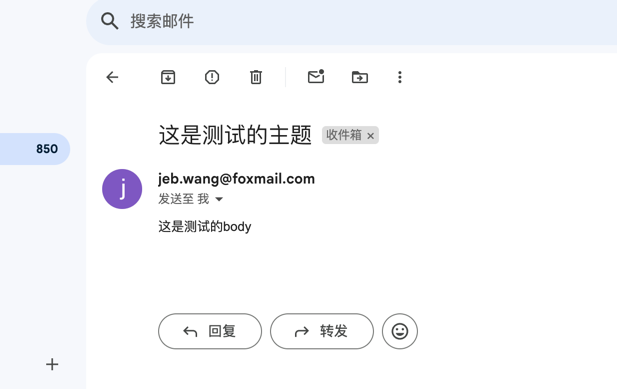 搜索邮件
850
这是测试的主题 收件箱 ×
j
jeb.wang@foxmail.com
发送至 我
这是测试的body
回复 转发